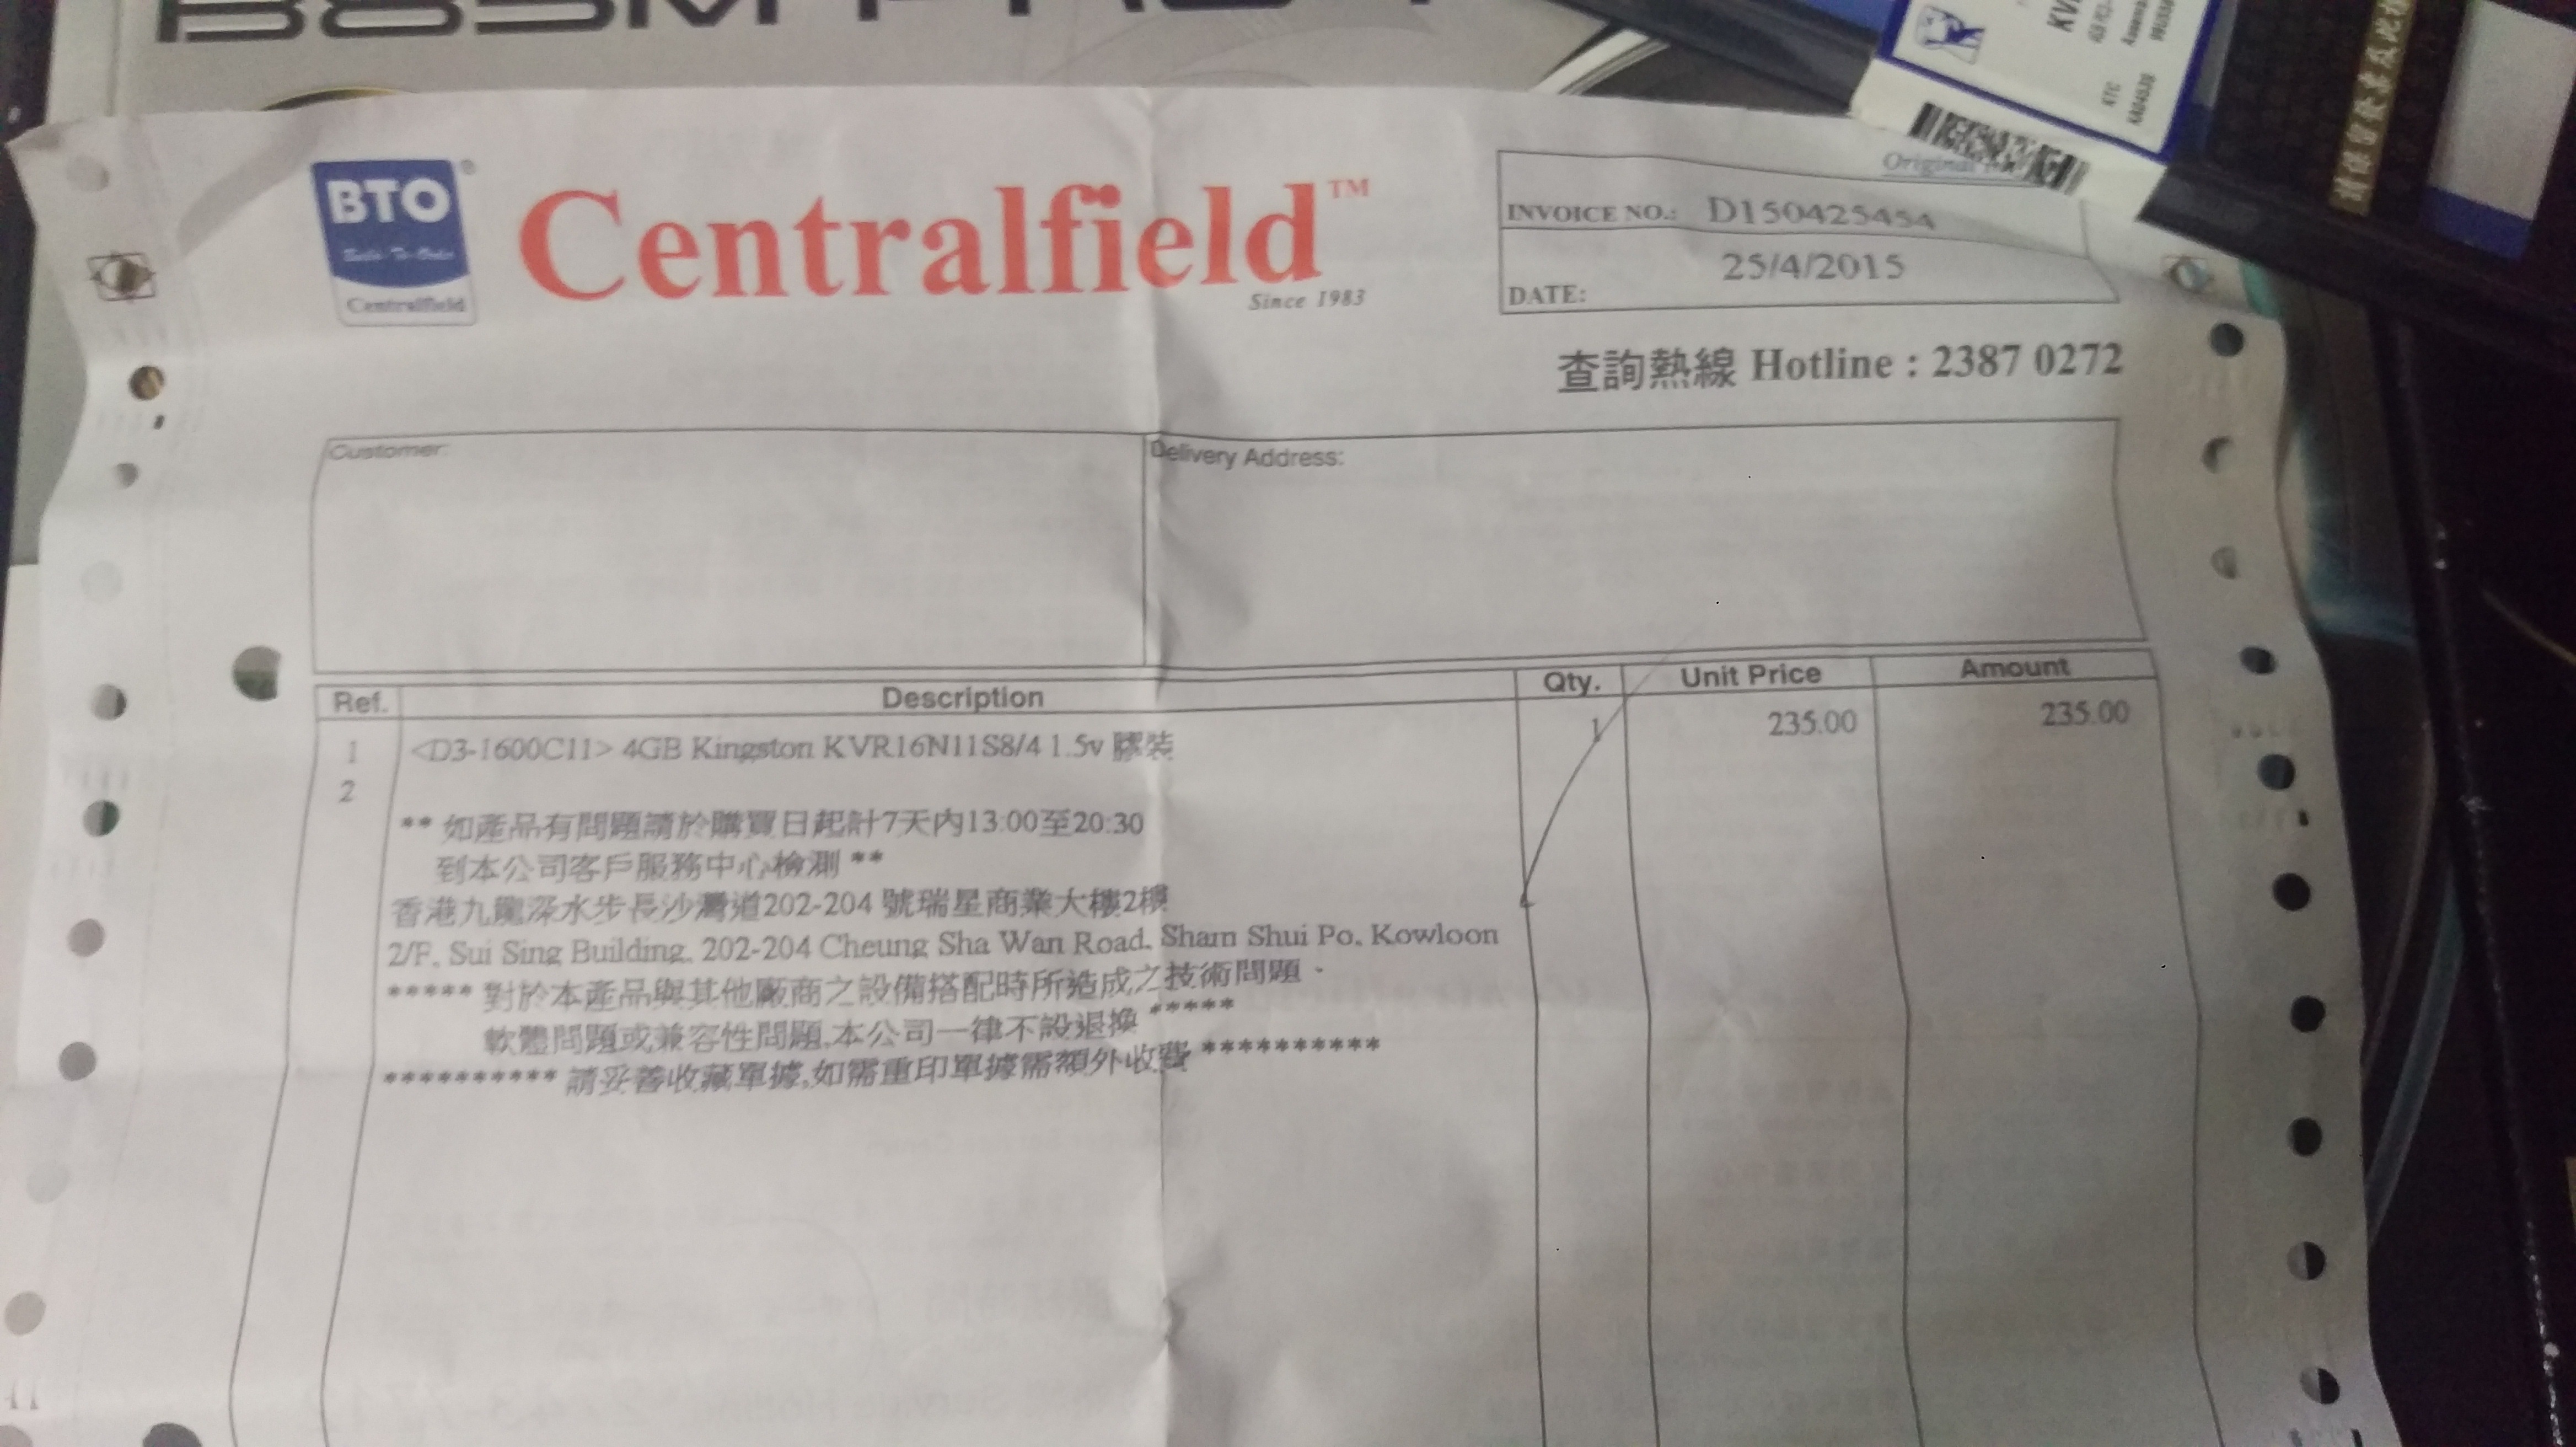 B85M PRO4
BTO
Build-To-Order
Centralfield
Centralfield™
Since 1983
Original
INVOICE NO.: D150425454
DATE: 25/4/2015
查詢熱線 Hotline : 2387 0272
Customer:
Delivery Address:
Ref. Description Qty. Unit Price Amount
1 <D3-1600C11> 4GB Kingston KVR16N11S8/4 1.5v 膠裝 1 235.00 235.00
2
** 如產品有問題請於購買日起計7天內13:00至20:30
到本公司客戶服務中心檢測 **
香港九龍深水步長沙灣道202-204 號瑞星商業大樓2樓
2/F, Sui Sing Building, 202-204 Cheung Sha Wan Road, Sham Shui Po, Kowloon
***** 對於本產品與其他廠商之設備搭配時所造成之技術問題、
軟體問題或兼容性問題,本公司一律不設退換 *****
********** 請妥善收藏單據,如需重印單據需額外收費 **********
KTC